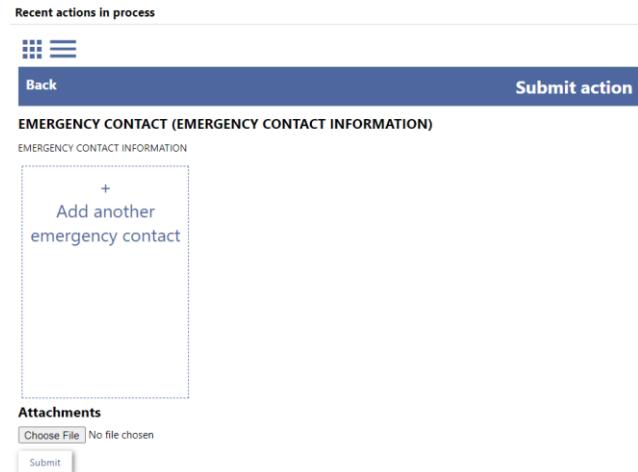 Recent actions in process
Back
Submit action
EMERGENCY CONTACT (EMERGENCY CONTACT INFORMATION)
EMERGENCY CONTACT INFORMATION
+
Add another
emergency contact
Attachments
Choose File No file chosen
Submit